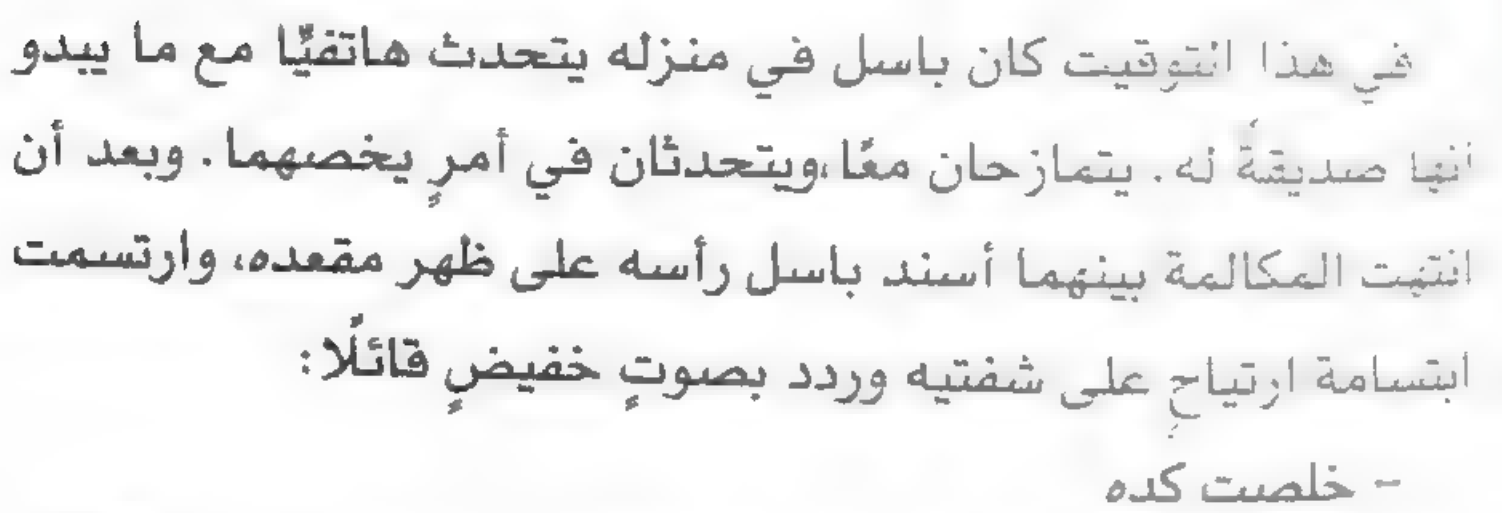 في هذا التوقيت كان باسل في منزله يتحدث هاتفيًّا مع ما يبدو
أنها صديقةً له. يتمازحان معًا،ويتحدثان في أمرٍ يخصهما. وبعد أن
انتهت المكالمة بينهما أسند باسل رأسه على ظهر مقعده، وارتسمت
ابتسامة ارتياحٍ على شفتيه وردد بصوتٍ خفيضٍ قائلًا:
- خلصت كده